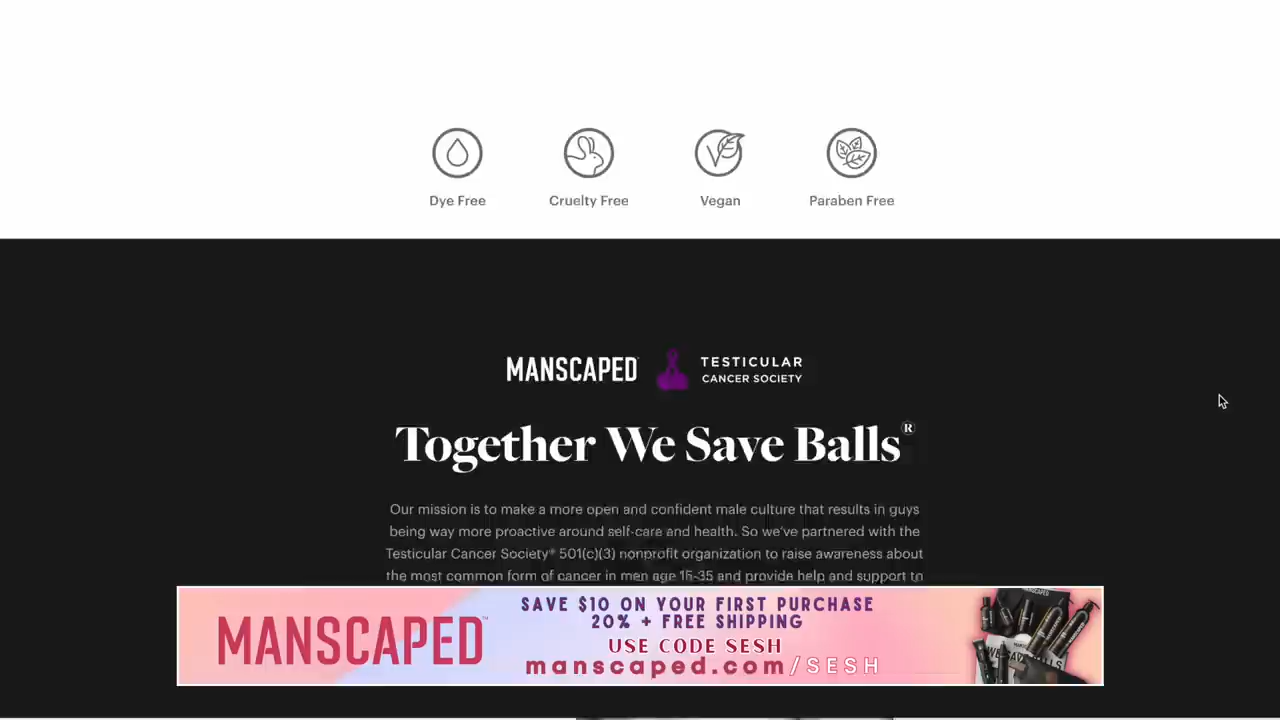 Dye Free
Cruelty Free
Vegan
Paraben Free
MANSCAPED
TESTICULAR
CANCER SOCIETY
Together We Save Balls®
Our mission is to make a more open and confident male culture that results in guys
being way more proactive around self-care and health. So we've partnered with the
Testicular Cancer Society® 501(c)(3) nonprofit organization to raise awareness about
the most common form of cancer in men age 15-35 and provide help and support to
MANSCAPED™
SAVE $10 ON YOUR FIRST PURCHASE
20% + FREE SHIPPING
USE CODE SESH
manscaped.com/SESH
MANSCAPED
WE SAVE BALLS